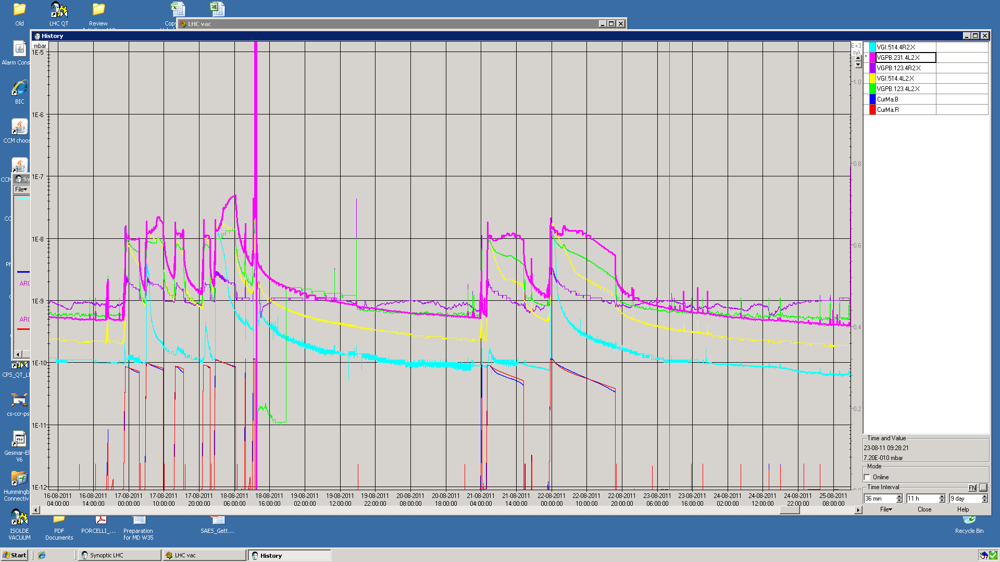 Old
LHC QT
Review
LHC vac
History
mbar
1E-5
1E-6
1E-7
1E-8
1E-9
1E-10
1E-11
1E-12
E+3
mA
1.0
0.8
0.6
0.4
0.2
VGI.514.4R2.X
VGPB.231.4L2.X
VGPB.123.4R2.X
VGI.514.4L2.X
VGPB.123.4L2.X
CurMa.B
CurMa.R
Alarm Cons
BIC
CCM choos
CCM
Sy
File
CC
Ph
ARC
ARC
CPS_QT_LI
cs-ccr-ps
Gesmar-El
V6
Hummingb
Connectiv
ISOLDE
VACUUM
16-08-2011 16-08-2011 17-08-2011 17-08-2011 17-08-2011 18-08-2011 18-08-2011 19-08-2011 19-08-2011 19-08-2011 20-08-2011 20-08-2011 21-08-2011 21-08-2011 22-08-2011 22-08-2011 22-08-2011 23-08-2011 23-08-2011 24-08-2011 24-08-2011 24-08-2011 25-08-2011
04:00:00 14:00:00 00:00:00 10:00:00 20:00:00 06:00:00 16:00:00 02:00:00 12:00:00 22:00:00 08:00:00 18:00:00 04:00:00 14:00:00 00:00:00 10:00:00 20:00:00 06:00:00 16:00:00 02:00:00 12:00:00 22:00:00 08:00:00
Time and Value
23-08-11 09:28:21
7.20E-010 mbar
Mode
Online
Time Interval
FN
...
36 min
11 h
9 day
File
Close
Help
PDF
Documents
PORCELLI_...
Preparation
for MD W35
SAES_Gett...
Recycle Bin
Start
Synoptic LHC
LHC vac
History